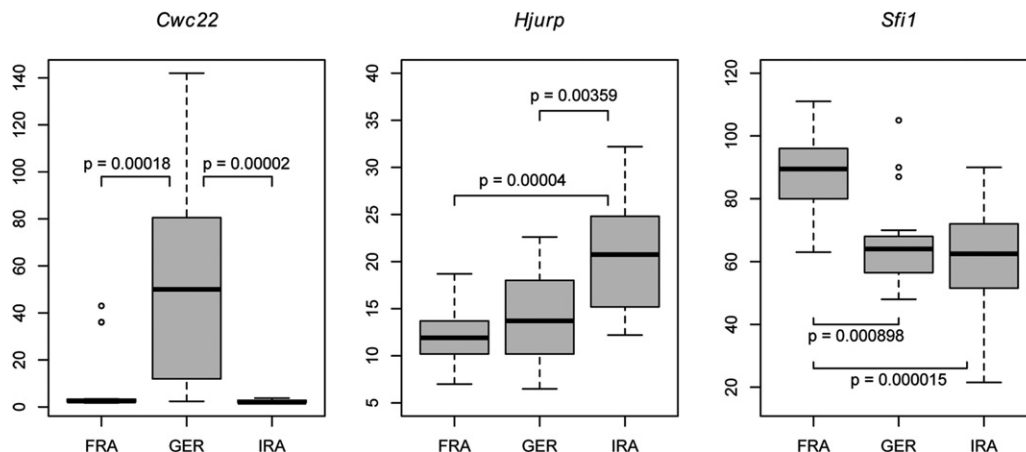 Cwc22
140
120
100
80
60
40
20
0
p = 0.00018
p = 0.00002
FRA
GER
IRA
Hjurp
40
35
30
25
20
15
10
5
p = 0.00359
p = 0.00004
FRA
GER
IRA
Sfi1
120
100
80
60
40
20
p = 0.000898
p = 0.000015
FRA
GER
IRA